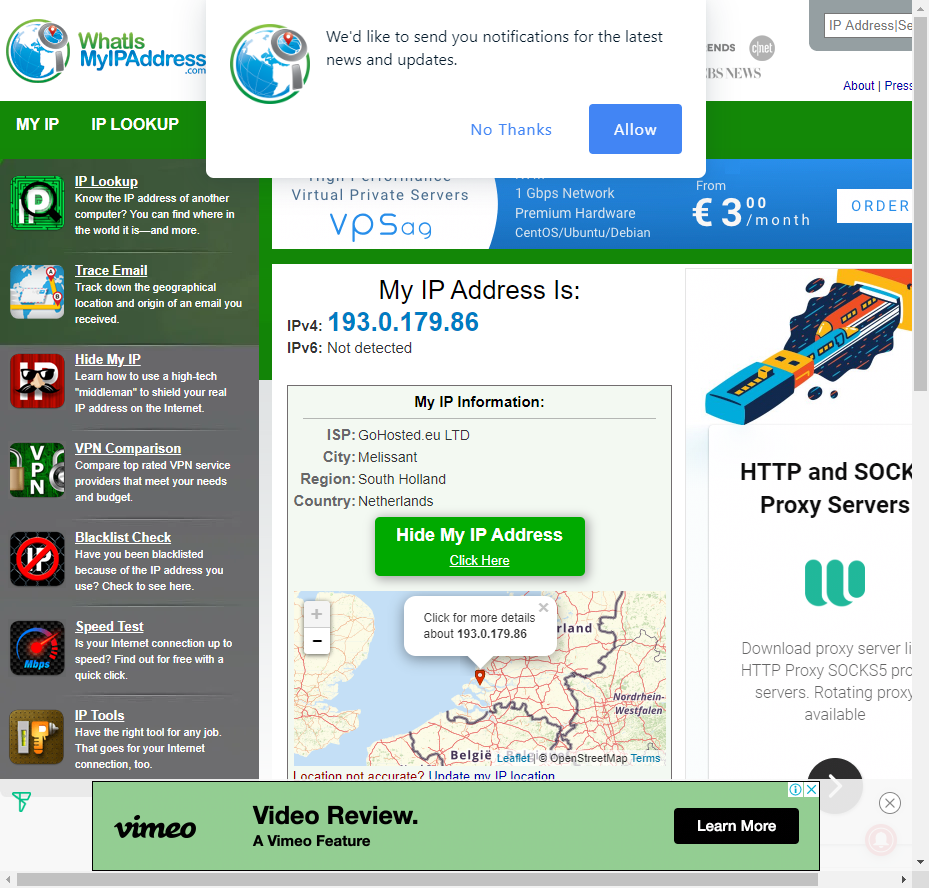 WhatIs
MyIPAddress
.com
We'd like to send you notifications for the latest
news and updates.
No Thanks
Allow
IP Address|Se
ENDS
c|net
BS NEWS
About | Press
MY IP
IP LOOKUP
IP Lookup
Know the IP address of another
computer? You can find where in
the world it is—and more.
Trace Email
Track down the geographical
location and origin of an email you
received.
Hide My IP
Learn how to use a high-tech
"middleman" to shield your real
IP address on the Internet.
VPN Comparison
Compare top rated VPN service
providers that meet your needs
and budget.
Blacklist Check
Have you been blacklisted
because of the IP address you
use? Check to see here.
Speed Test
Is your Internet connection up to
speed? Find out for free with a
quick click.
IP Tools
Have the right tool for any job.
That goes for your Internet
connection, too.
IP
VPN
IP
Mbps
High Performance
Virtual Private Servers
VPSag
1 Gbps Network
Premium Hardware
CentOS/Ubuntu/Debian
From
€ 3.00/month
ORDER
My IP Address Is:
IPv4: 193.0.179.86
IPv6: Not detected
My IP Information:
ISP: GoHosted.eu LTD
City: Melissant
Region: South Holland
Country: Netherlands
Hide My IP Address
Click Here
+
−
Click for more details
about 193.0.179.86
×
erland
Nordrhein-
Westfalen
België
Leaflet | © OpenStreetMap Terms
Location not accurate? Update my IP location
HTTP and SOCK
Proxy Servers
Download proxy server li
HTTP Proxy SOCKS5 pro
servers. Rotating proxy
available
vimeo
Video Review.
A Vimeo Feature
Learn More